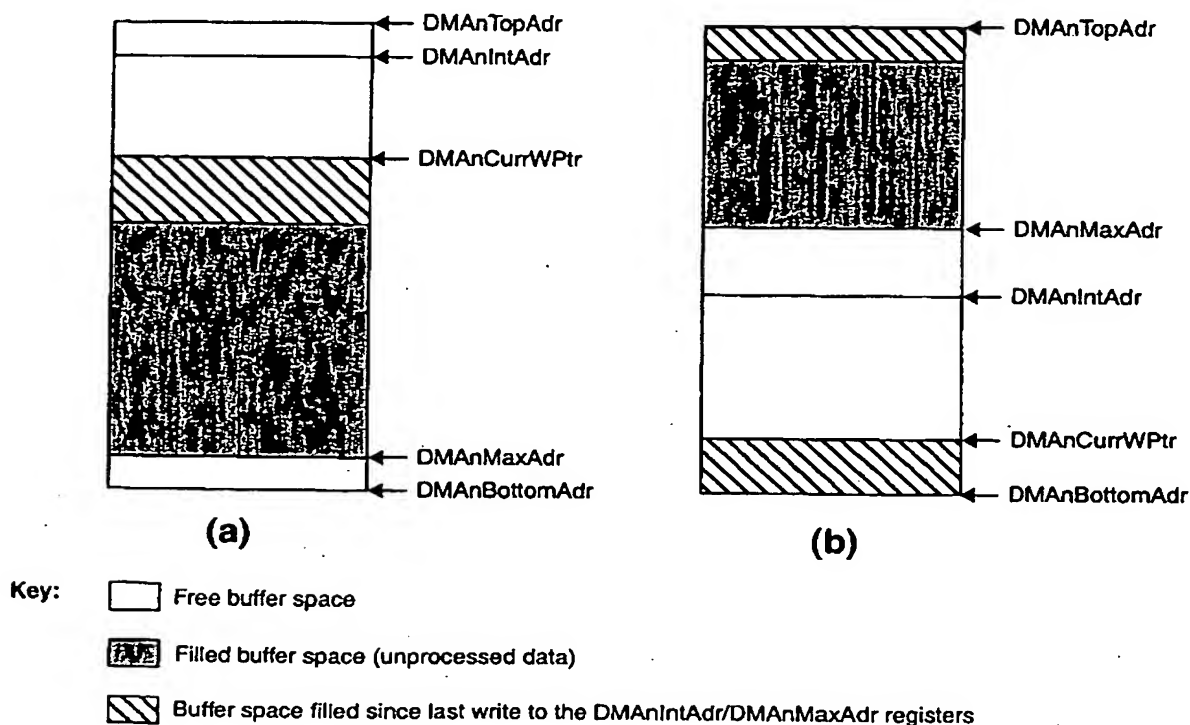 DMAnTopAdr
DMAnIntAdr
DMAnCurrWPtr
DMAnMaxAdr
DMAnBottomAdr
(a)
DMAnTopAdr
DMAnMaxAdr
DMAnIntAdr
DMAnCurrWPtr
DMAnBottomAdr
(b)
Key:
Free buffer space
Filled buffer space (unprocessed data)
Buffer space filled since last write to the DMAnIntAdr/DMAnMaxAdr registers